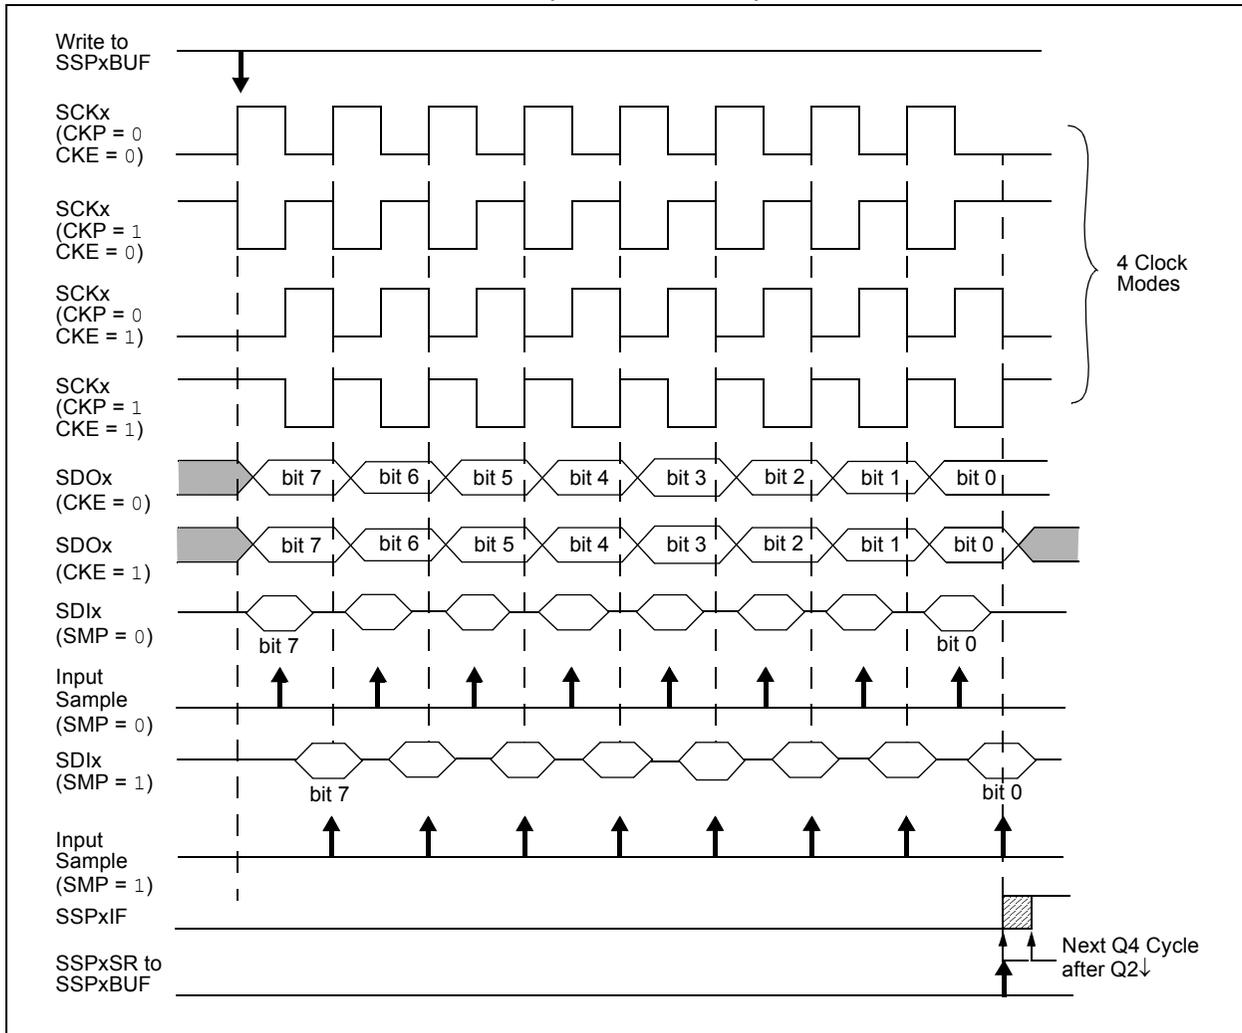 Write to
SSPxBUF
SCKx
(CKP = 0
CKE = 0)
SCKx
(CKP = 1
CKE = 0)
4 Clock
Modes
SCKx
(CKP = 0
CKE = 1)
SCKx
(CKP = 1
CKE = 1)
SDOx
(CKE = 0)
bit 7 bit 6 bit 5 bit 4 bit 3 bit 2 bit 1 bit 0
SDOx
(CKE = 1)
bit 7 bit 6 bit 5 bit 4 bit 3 bit 2 bit 1 bit 0
SDIx
(SMP = 0)
bit 7 bit 0
Input
Sample
(SMP = 0)
SDIx
(SMP = 1)
bit 7 bit 0
Input
Sample
(SMP = 1)
SSPxIF
Next Q4 Cycle
after Q2↓
SSPxSR to
SSPxBUF